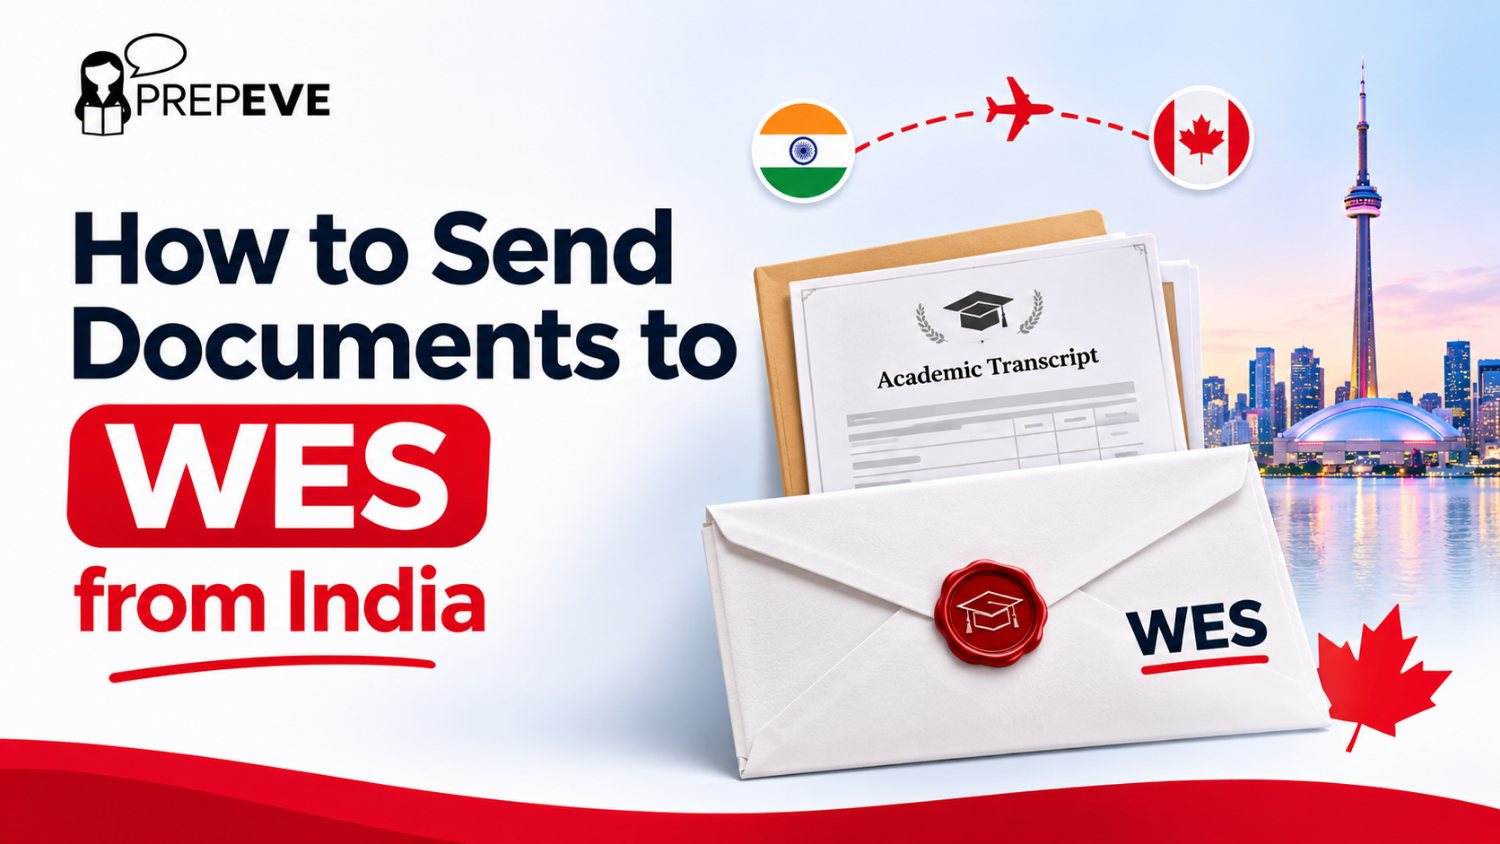 PREPEVE
How to Send
Documents to
WES
from India
Academic Transcript
WES